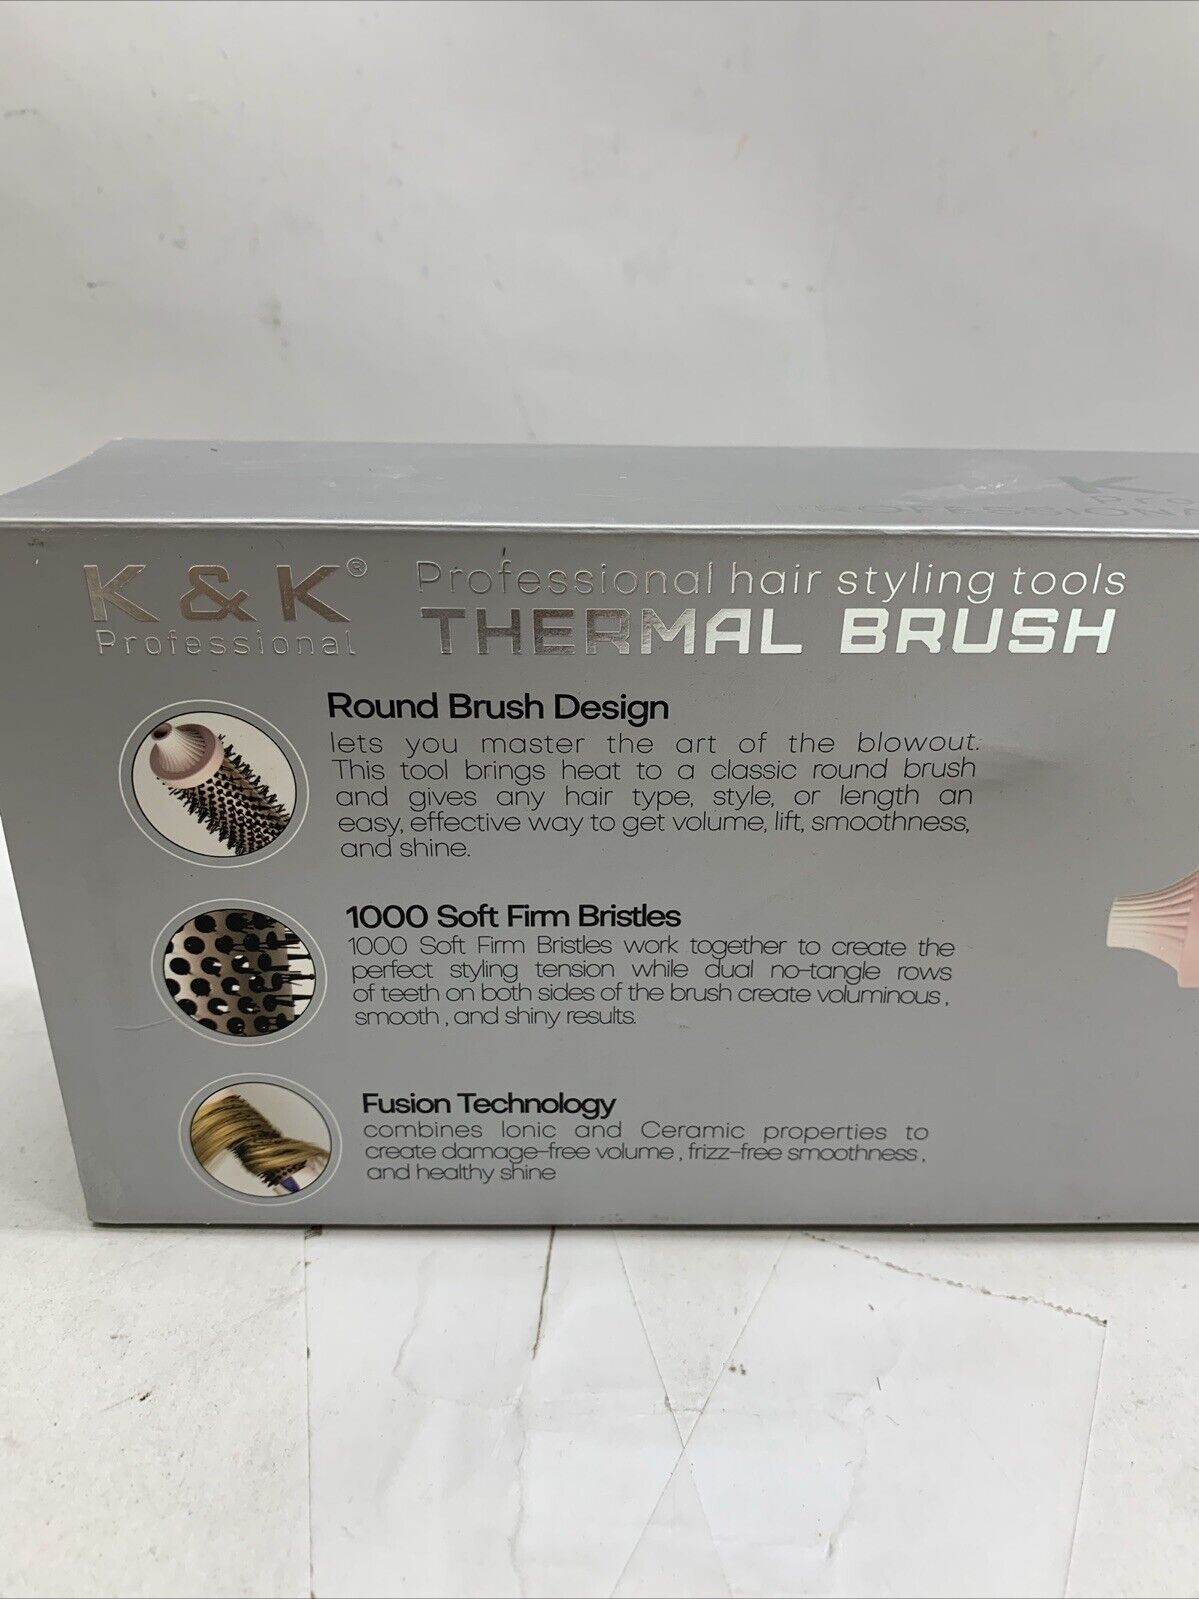 K
PROFESSIONA
K & K®
Professional
Professional hair styling tools
THERMAL BRUSH
Round Brush Design
lets you master the art of the blowout.
This tool brings heat to a classic round brush
and gives any hair type, style, or length an
easy, effective way to get volume, lift, smoothness,
and shine.
1000 Soft Firm Bristles
1000 Soft Firm Bristles work together to create the
perfect styling tension while dual no-tangle rows
of teeth on both sides of the brush create voluminous,
smooth, and shiny results.
Fusion Technology
combines Ionic and Ceramic properties to
create damage-free volume, frizz-free smoothness,
and healthy shine